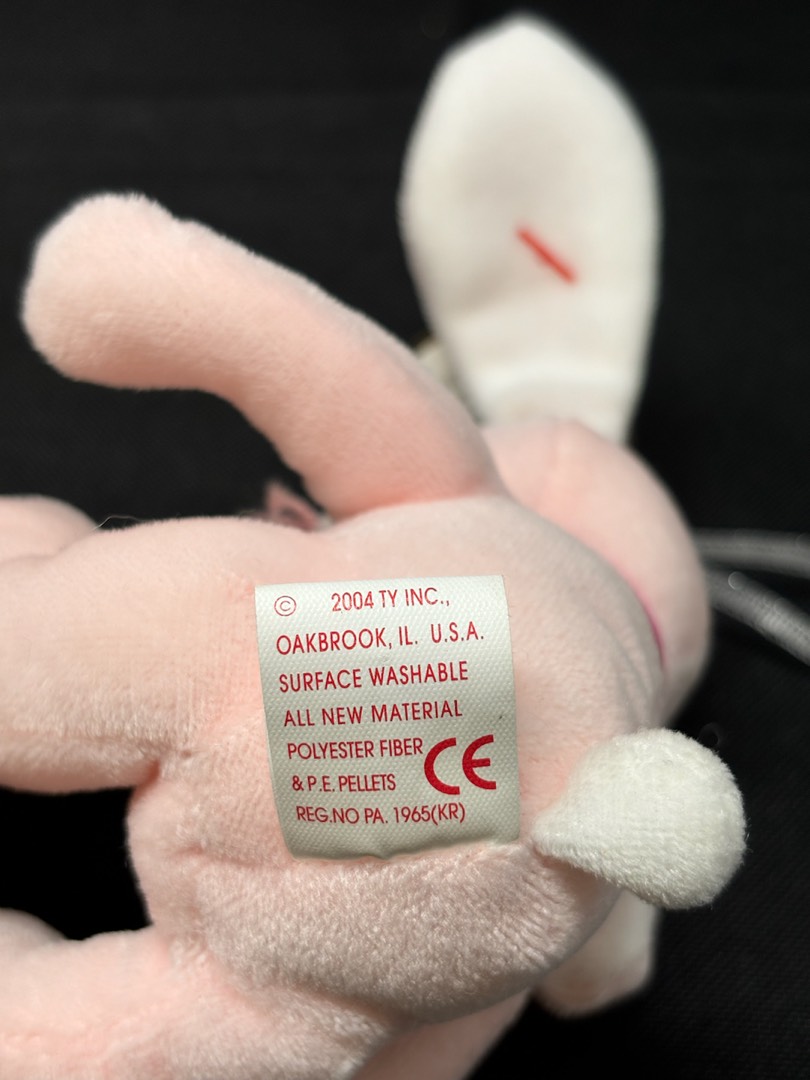 © 2004 TY INC.,
OAKBROOK, IL. U.S.A.
SURFACE WASHABLE
ALL NEW MATERIAL
POLYESTER FIBER
& P.E. PELLETS CE
REG.NO PA. 1965(KR)